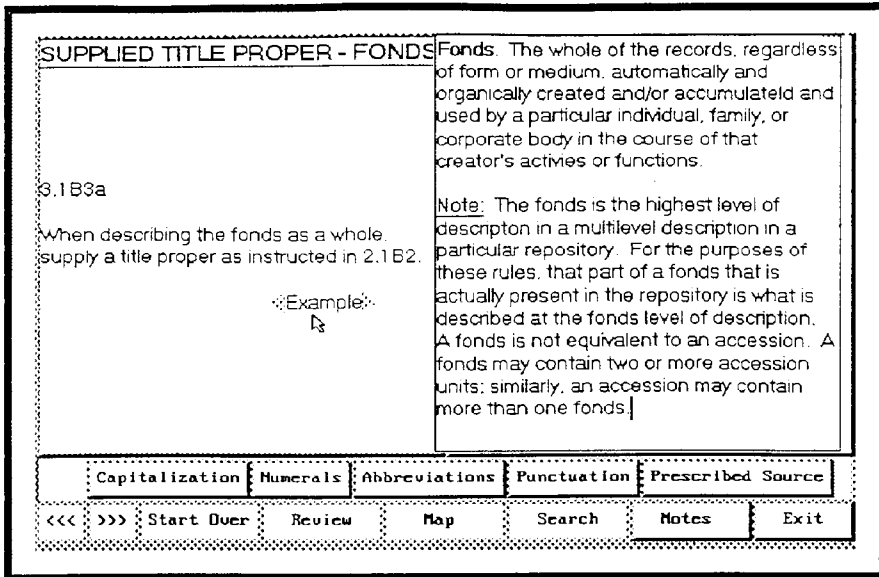 SUPPLIED TITLE PROPER - FONDS
3.1B3a
When describing the fonds as a whole,
supply a title proper as instructed in 2.1B2.
Example
Fonds. The whole of the records, regardless
of form or medium, automatically and
organically created and/or accumulateld and
used by a particular individual, family, or
corporate body in the course of that
creator's activies or functions.
Note: The fonds is the highest level of
descripton in a multilevel description in a
particular repository. For the purposes of
these rules, that part of a fonds that is
actually present in the repository is what is
described at the fonds level of description.
A fonds is not equivalent to an accession. A
fonds may contain two or more accession
units; similarly, an accession may contain
more than one fonds.
Capitalization Numerals Abbreviations Punctuation Prescribed Source
<<< >>> Start Over Review Map Search Notes Exit